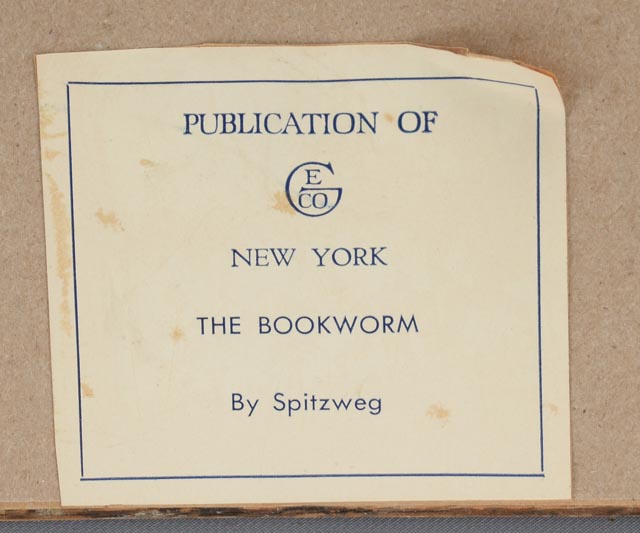 PUBLICATION OF
G
E
CO.
NEW YORK
THE BOOKWORM
By Spitzweg